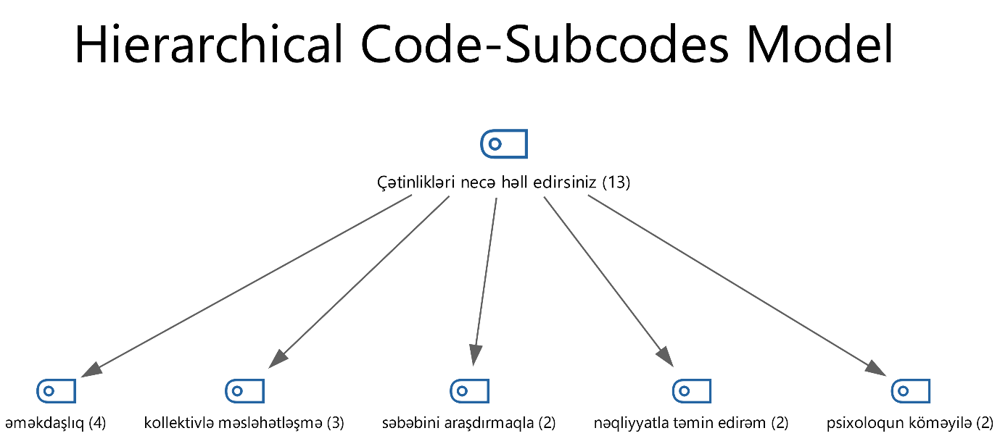 Hierarchical Code-Subcodes Model
Çətinlikləri necə həll edirsiniz (13)
əməkdaşlıq (4)
kollektivlə məsləhətləşmə (3)
səbəbini araşdırmaqla (2)
nəqliyyatla təmin edirəm (2)
psixoloqun köməyilə (2)